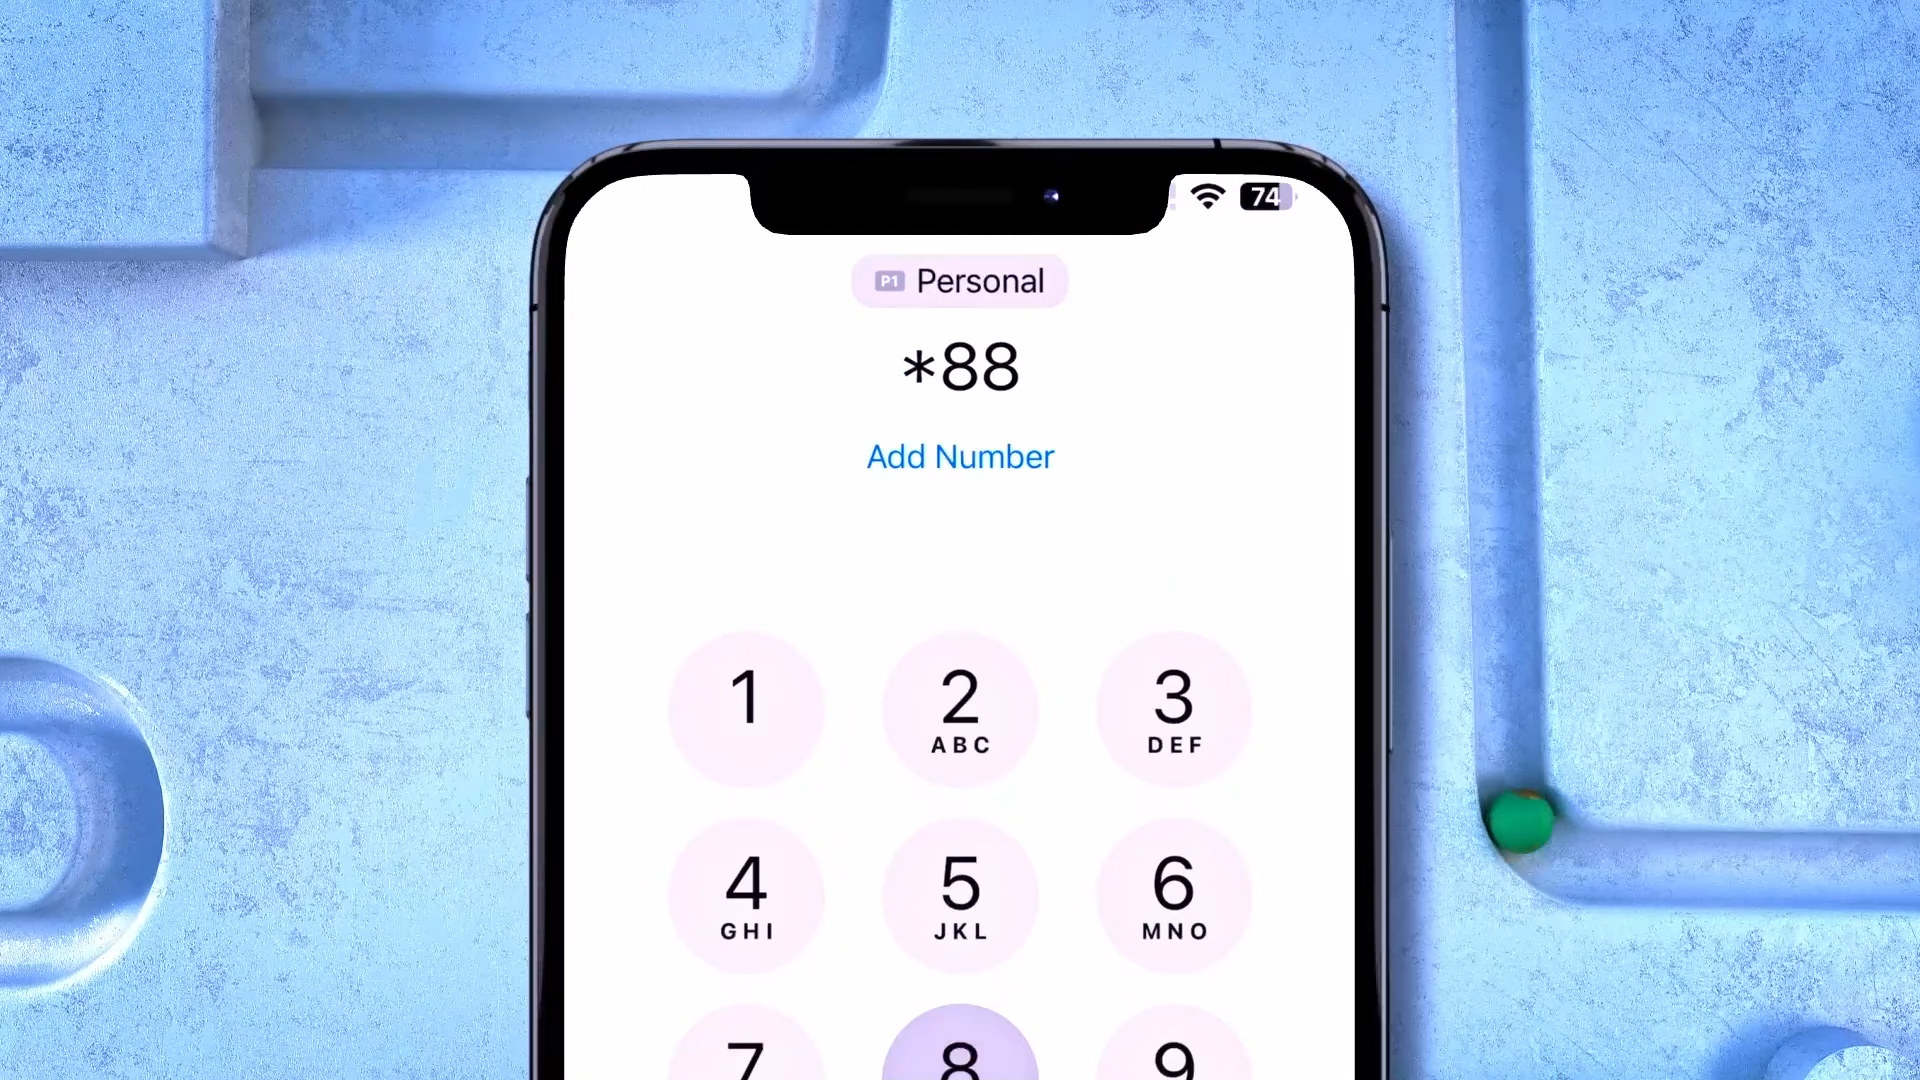 74
P1 Personal
*88
Add Number
1 2 3
ABC DEF
4 5 6
GHI JKL MNO
7 8 9